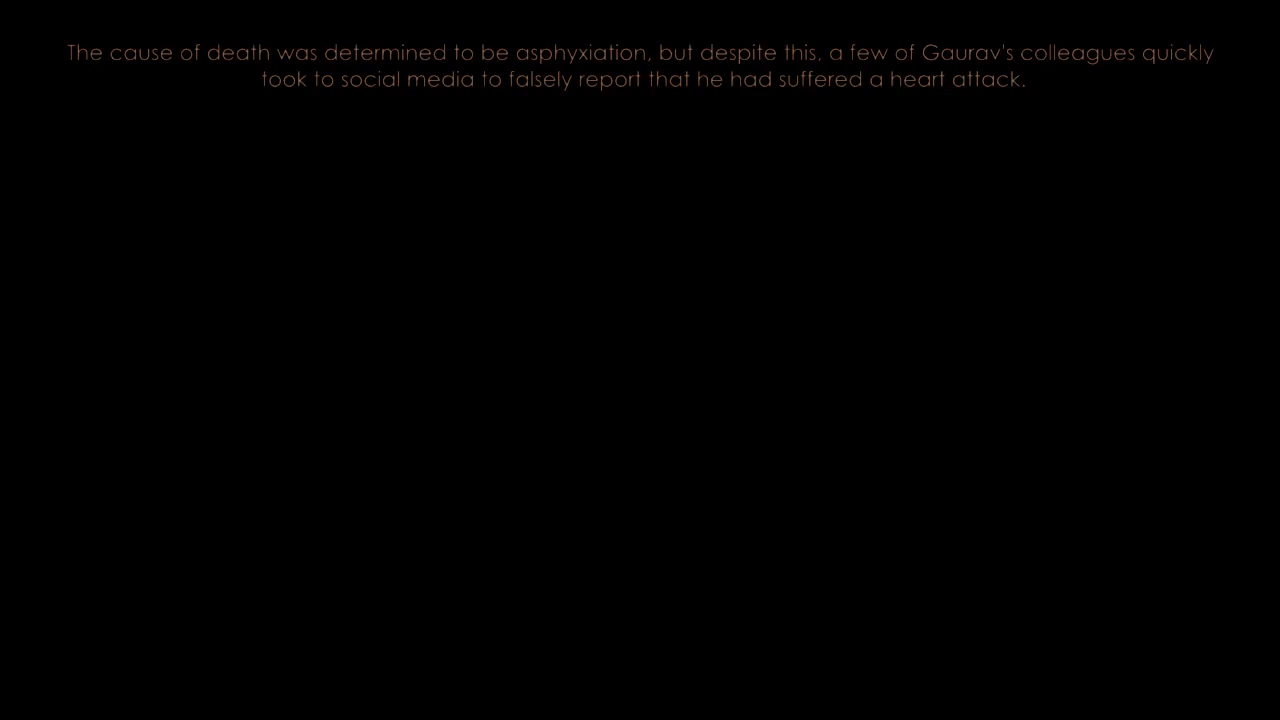 The cause of death was determined to be asphyxiation, but despite this, a few of Gaurav's colleagues quickly
took to social media to falsely report that he had suffered a heart attack.